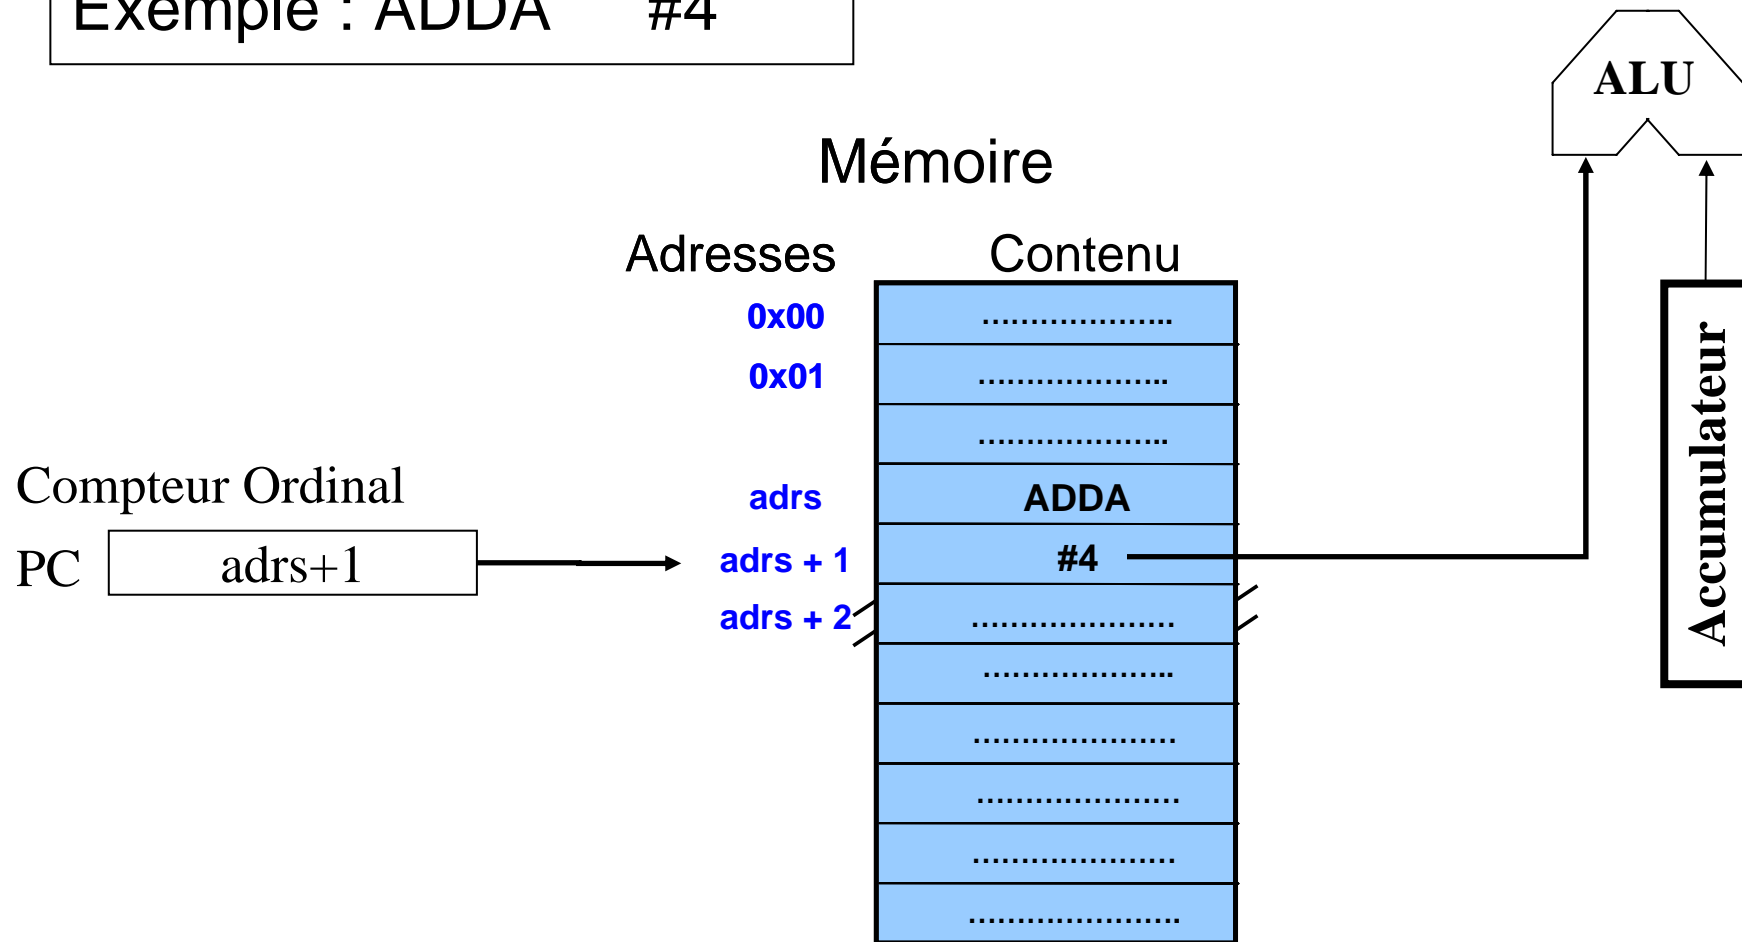 Exemple : ADDA #4
ALU
Mémoire
Adresses Contenu
0x00 ………………..
0x01 ………………..
………………..
Compteur Ordinal
adrs ADDA
PC adrs+1
adrs + 1 #4
adrs + 2 …………………
………………..
…………………
…………………
…………………
………………….
Accumulateur